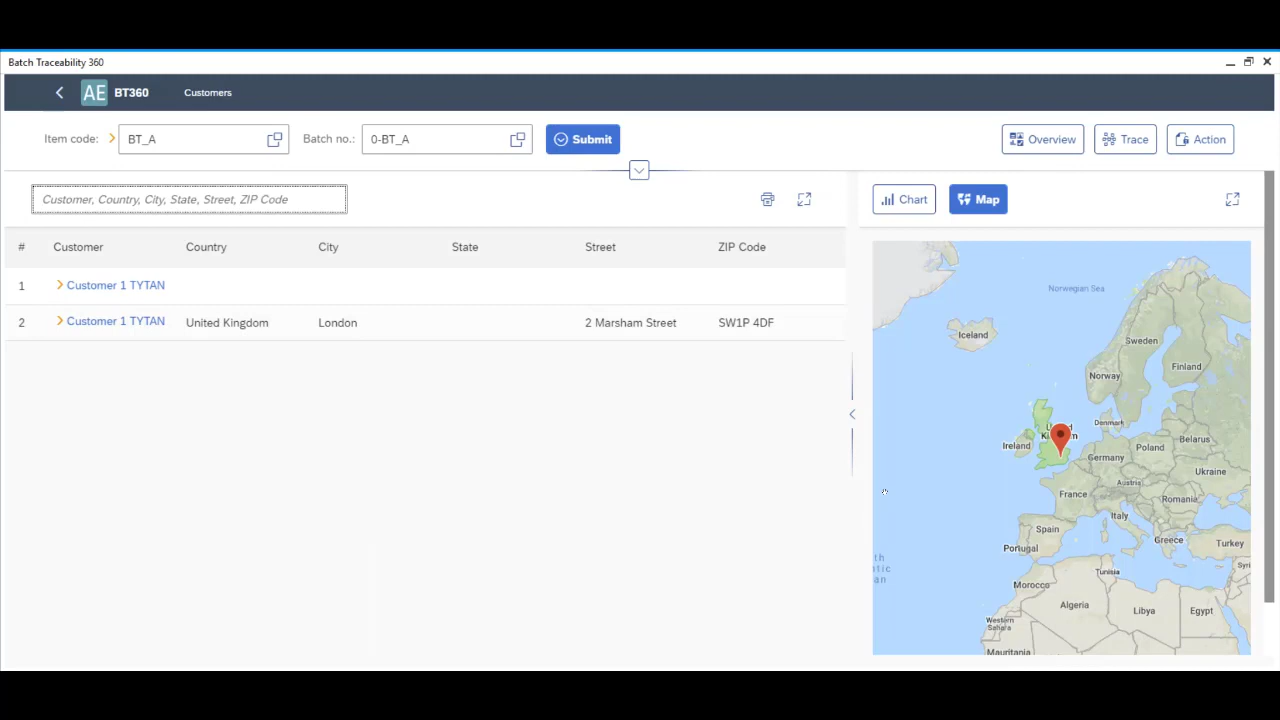 Batch Traceability 360
AE BT360 Customers
Item code: BT_A Batch no.: 0-BT_A Submit Overview Trace Action
Customer, Country, City, State, Street, ZIP Code
Chart Map
# Customer Country City State Street ZIP Code
1 Customer 1 TYTAN
2 Customer 1 TYTAN United Kingdom London 2 Marsham Street SW1P 4DF
Norwegian Sea
Iceland
Sweden
Finland
Norway
Denmark
Ireland
Belarus
Poland
Germany
Ukraine
Austria
France
Romania
Italy
Spain
Greece
Turkey
Portugal
Tunisia
Morocco
Algeria
Libya
Egypt
Western
Sahara
Mauritania